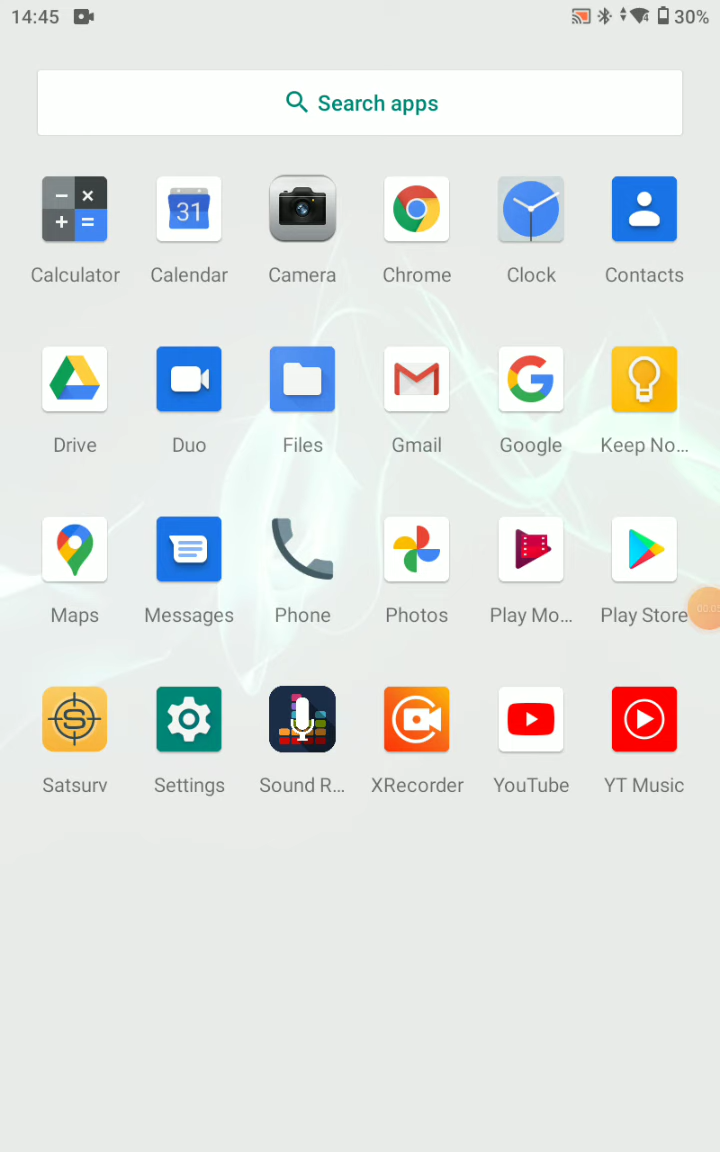 14:45 30%
Search apps
31
Calculator Calendar Camera Chrome Clock Contacts
Drive Duo Files Gmail Google Keep No...
Maps Messages Phone Photos Play Mo... Play Store
Satsurv Settings Sound R... XRecorder YouTube YT Music